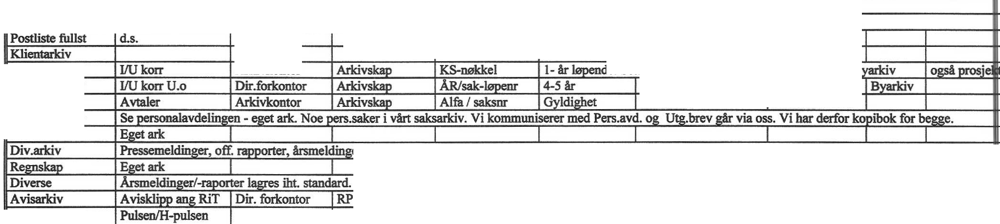 Postliste fullst d.s.
Klientarkiv
I/U korr Arkivskap KS-nøkkel 1- år løpend yarkiv også prosjek
I/U korr U.o Dir.forkontor Arkivskap ÅR/sak-løpenr 4-5 år Byarkiv
Avtaler Arkivkontor Arkivskap Alfa / saksnr Gyldighet
Se personalavdelingen - eget ark. Noe pers.saker i vårt saksarkiv. Vi kommuniserer med Pers.avd. og Utg.brev går via oss. Vi har derfor kopibok for begge.
Eget ark
Div.arkiv Pressemeldinger, off. rapporter, årsmeldinge
Regnskap Eget ark
Diverse Årsmeldinger/-raporter lagres iht. standard.
Avisarkiv Avisklipp ang RiT Dir. forkontor RP
Pulsen/H-pulsen